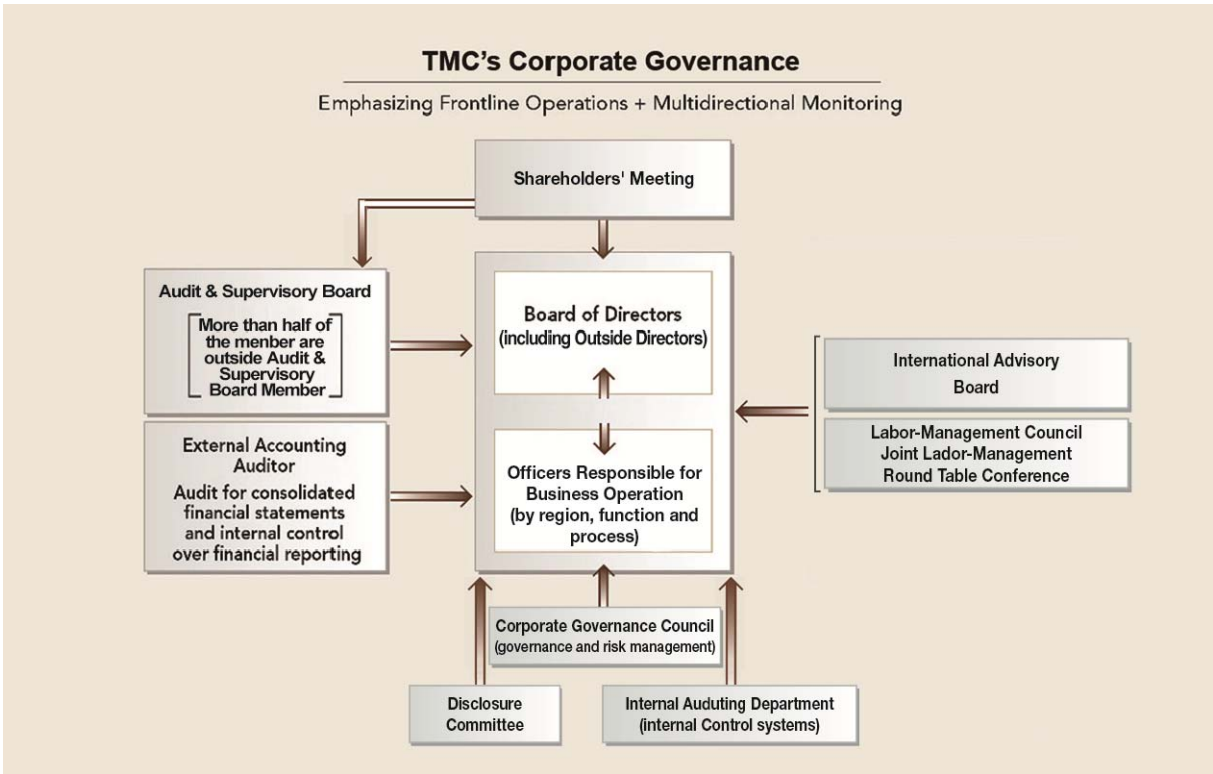 TMC's Corporate Governance
Emphasizing Frontline Operations + Multidirectional Monitoring
Shareholders' Meeting
Audit & Supervisory Board
More than half of
the menber are
outside Audit &
Supervisory
Board Member
Board of Directors
(including Outside Directors)
International Advisory
Board
Labor-Management Council
Joint Lador-Management
Round Table Conference
External Accounting
Auditor
Audit for consolidated
financial statements
and internal control
over financial reporting
Officers Responsible for
Business Operation
(by region, function and
process)
Corporate Governance Council
(governance and risk management)
Disclosure
Committee
Internal Auduting Department
(internal Control systems)